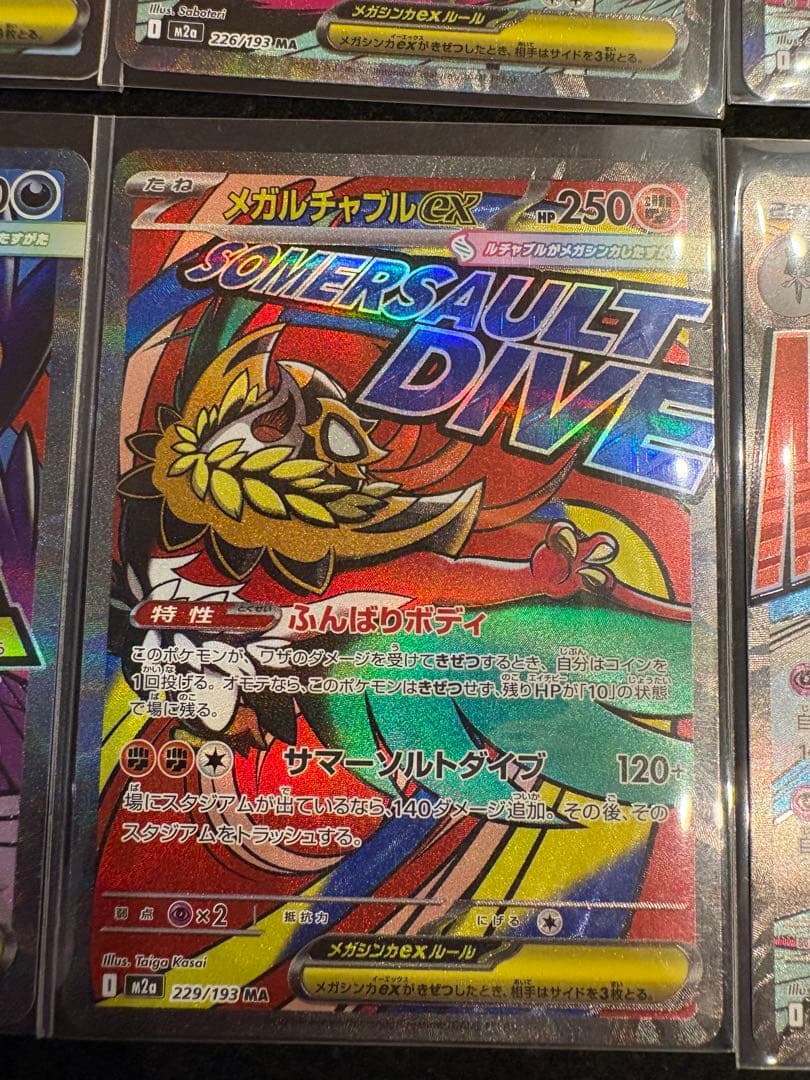 Illus. Saboteri
I m2a 226/193 MA
メガシンカexルール
メガシンカexがきぜつしたとき、相手はサイドを3枚とる。
たね
メガルチャブルex
HP 250
ルチャブルがメガシンカしたすが
SOMERSAULT
DIVE
特性 とくせい ふんばりボディ
このポケモンが、ワザのダメージを受けてきぜつするとき、自分はコインを
1回投げる。オモテなら、このポケモンはきぜつせず、残りHPが「10」の状態
で場に残る。
サマーソルトダイブ 120+
場にスタジアムが出ているなら、140ダメージ追加。その後、その
スタジアムをトラッシュする。
弱点 ×2 抵抗力 にげる
Illus. Taiga Kasai
I m2a 229/193 MA
メガシンカexルール
メガシンカexがきぜつしたとき、相手はサイドを3枚とる。